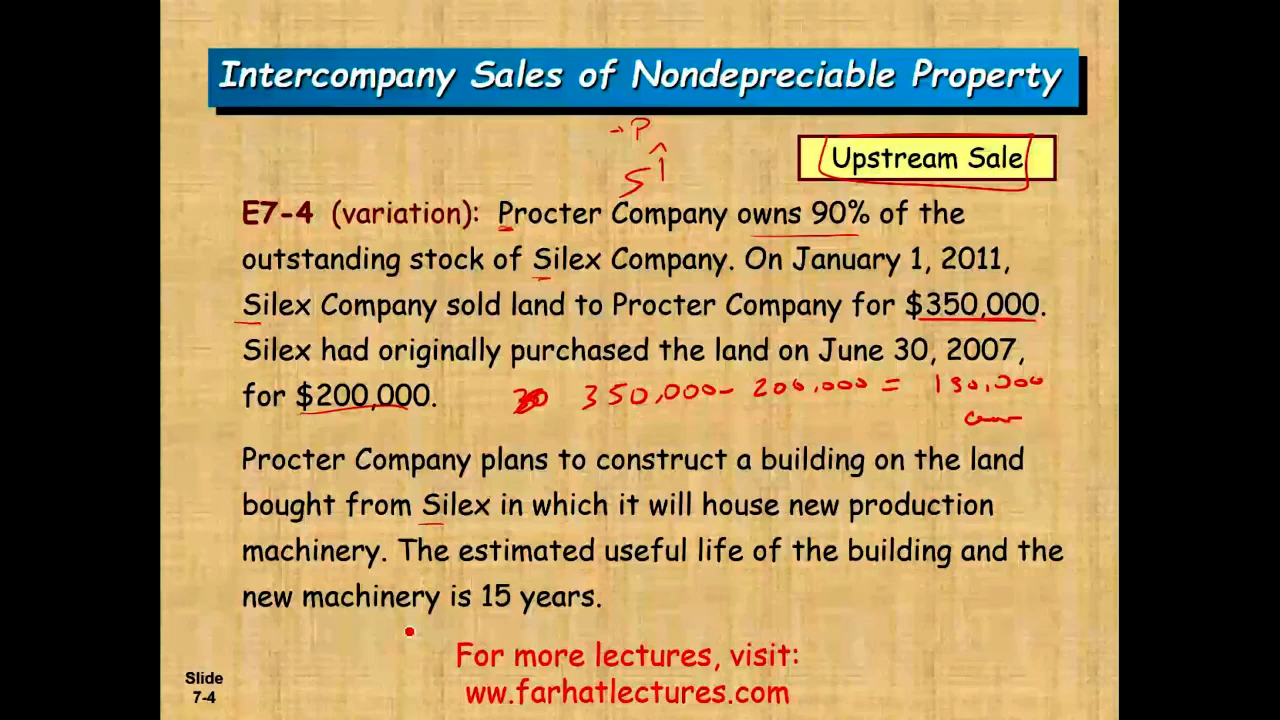 Intercompany Sales of Nondepreciable Property
P
Upstream Sale
S
E7-4 (variation): Procter Company owns 90% of the
outstanding stock of Silex Company. On January 1, 2011,
Silex Company sold land to Procter Company for $350,000.
Silex had originally purchased the land on June 30, 2007,
for $200,000.
350,000 - 200,000 = 150,000
Procter Company plans to construct a building on the land
bought from Silex in which it will house new production
machinery. The estimated useful life of the building and the
new machinery is 15 years.
For more lectures, visit:
ww.farhatlectures.com
Slide
7-4